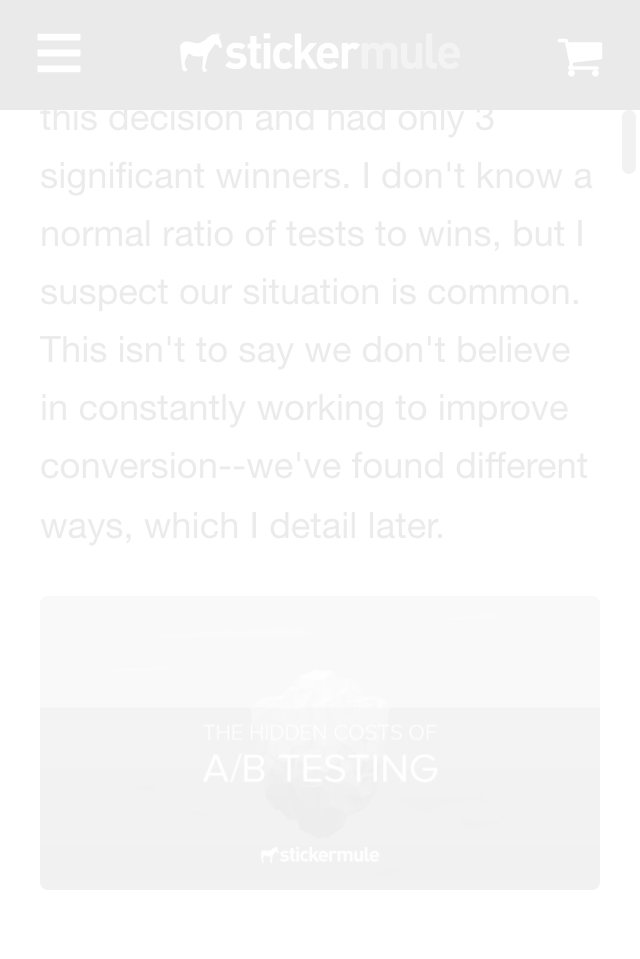 stickermule
this decision and had only 3
significant winners. I don't know a
normal ratio of tests to wins, but I
suspect our situation is common.
This isn't to say we don't believe
in constantly working to improve
conversion--we've found different
ways, which I detail later.
THE HIDDEN COSTS OF
A/B TESTING
stickermule